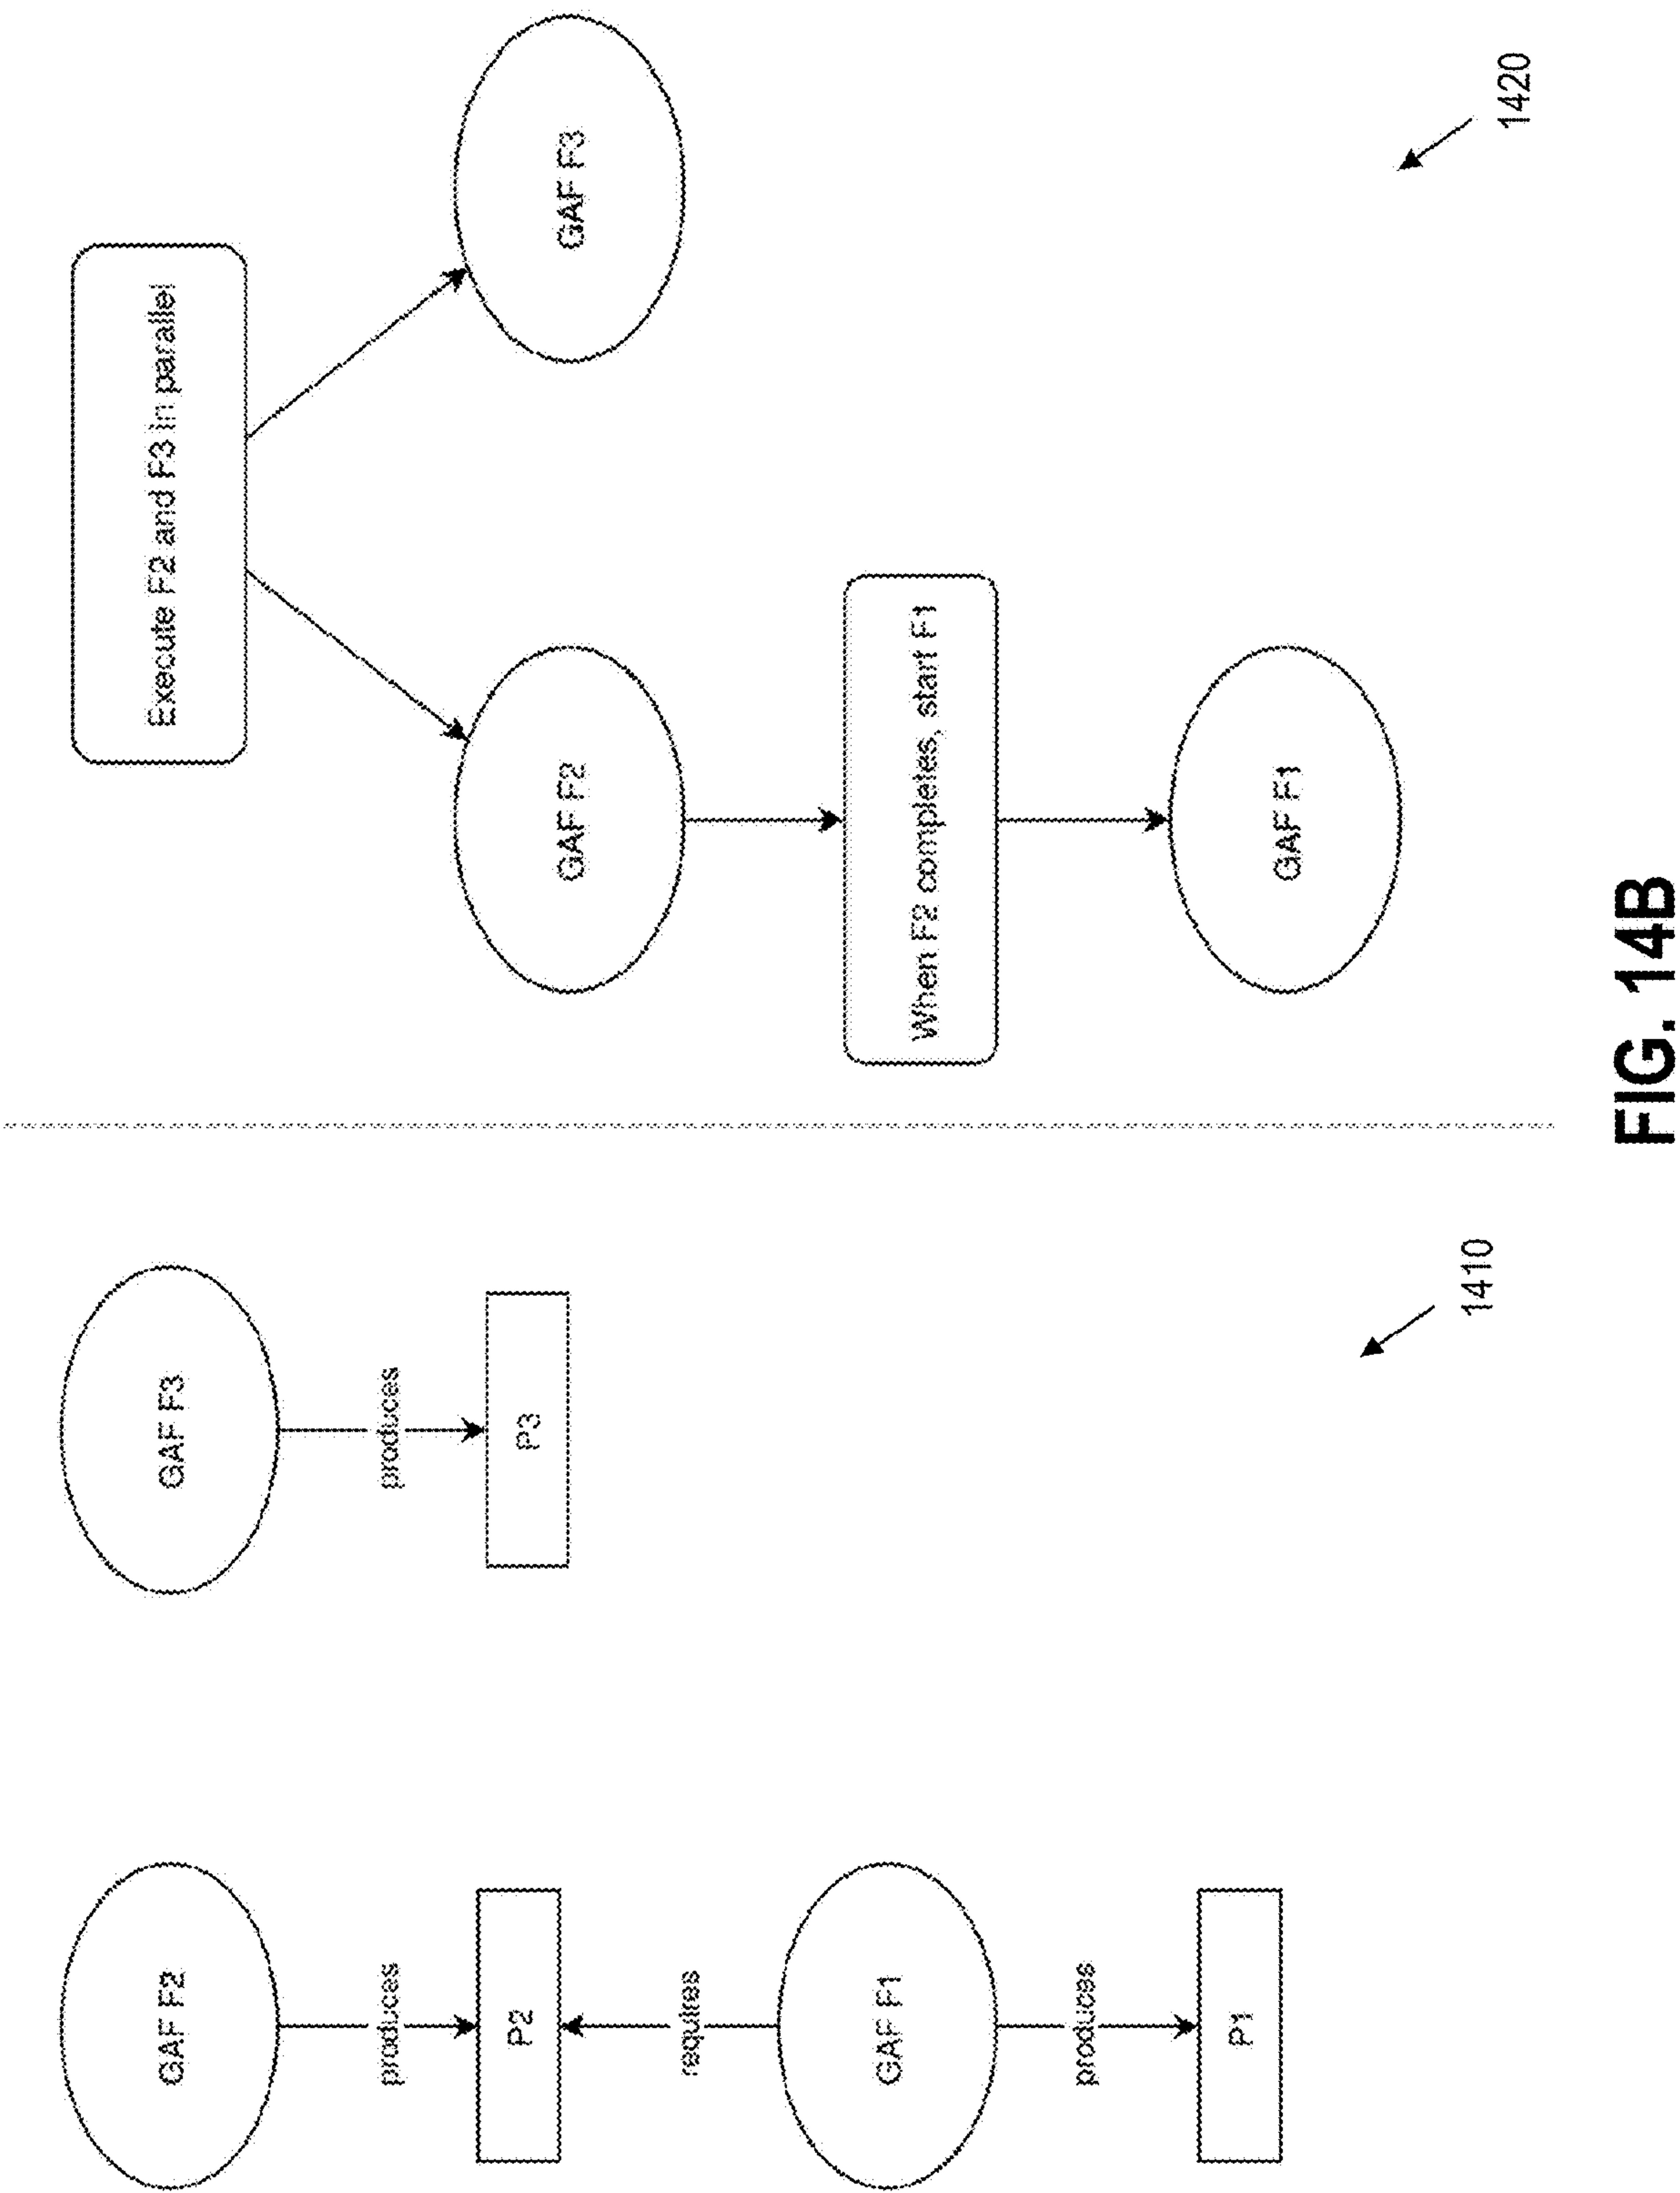 GAF F2
produces
P2
requires
GAF F1
produces
P1
GAF F3
produces
P3
1410
Execute F2 and F3 in parallel
GAF F2
GAF F3
When F2 completes, start F1
GAF F1
1420
FIG. 14B